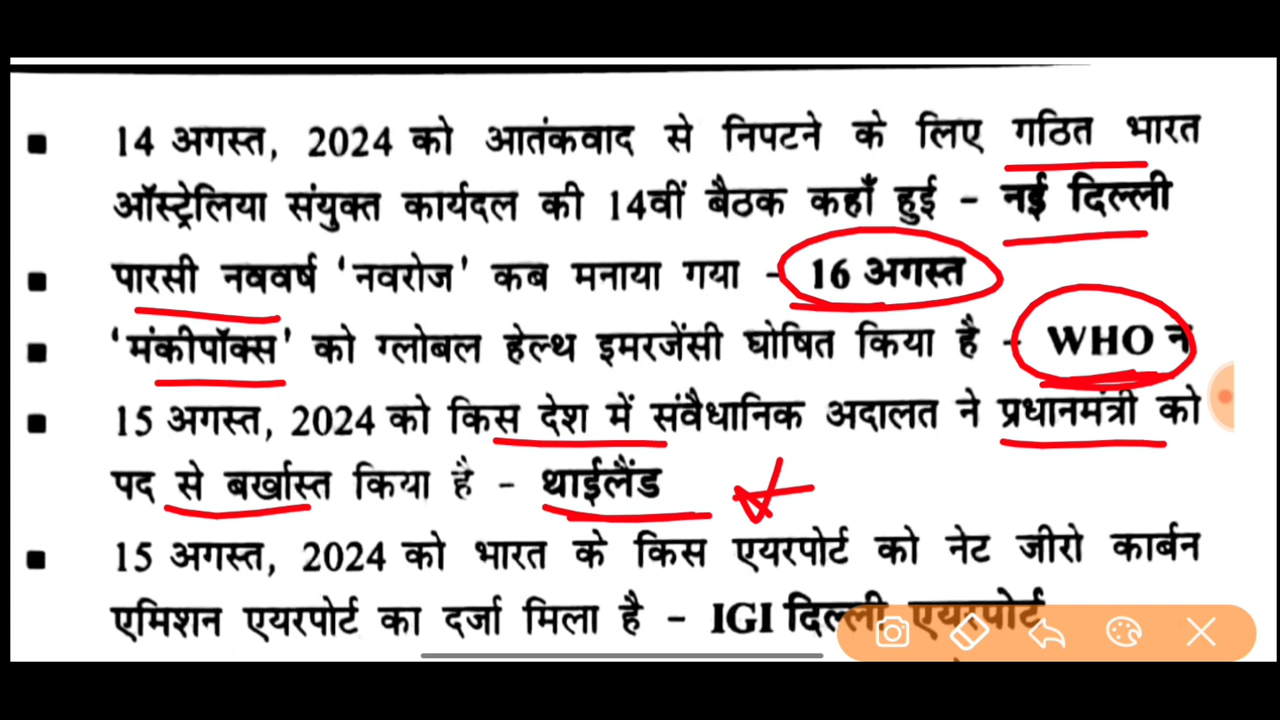 ■ 14 अगस्त, 2024 को आतंकवाद से निपटने के लिए गठित भारत
ऑस्ट्रेलिया संयुक्त कार्यदल की 14वीं बैठक कहाँ हुई - नई दिल्ली
■ पारसी नववर्ष 'नवरोज' कब मनाया गया - 16 अगस्त
■ 'मंकीपॉक्स' को ग्लोबल हेल्थ इमरजेंसी घोषित किया है - WHO ने
■ 15 अगस्त, 2024 को किस देश में संवैधानिक अदालत ने प्रधानमंत्री को
पद से बर्खास्त किया है - थाईलैंड
■ 15 अगस्त, 2024 को भारत के किस एयरपोर्ट को नेट जीरो कार्बन
एमिशन एयरपोर्ट का दर्जा मिला है - IGI दिल्ली एयरपोर्ट